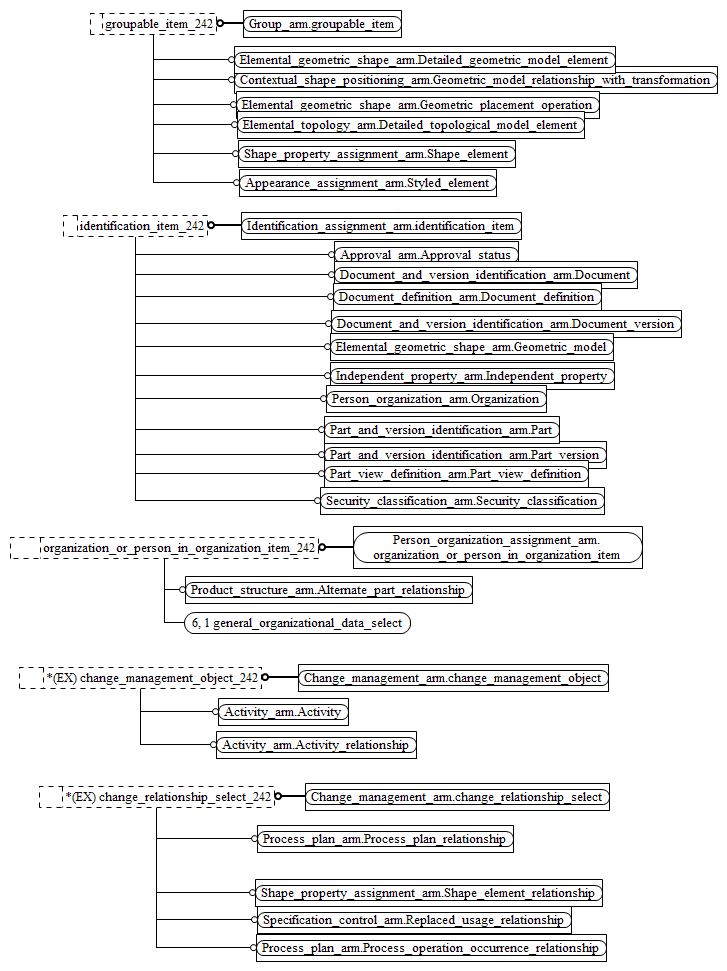 groupable_item_242
Group_arm.groupable_item
Elemental_geometric_shape_arm.Detailed_geometric_model_element
Contextual_shape_positioning_arm.Geometric_model_relationship_with_transformation
Elemental_geometric_shape_arm.Geometric_placement_operation
Elemental_topology_arm.Detailed_topological_model_element
Shape_property_assignment_arm.Shape_element
Appearance_assignment_arm.Styled_element
identification_item_242
Identification_assignment_arm.identification_item
Approval_arm.Approval_status
Document_and_version_identification_arm.Document
Document_definition_arm.Document_definition
Document_and_version_identification_arm.Document_version
Elemental_geometric_shape_arm.Geometric_model
Independent_property_arm.Independent_property
Person_organization_arm.Organization
Part_and_version_identification_arm.Part
Part_and_version_identification_arm.Part_version
Part_view_definition_arm.Part_view_definition
Security_classification_arm.Security_classification
organization_or_person_in_organization_item_242
Person_organization_assignment_arm.
organization_or_person_in_organization_item
Product_structure_arm.Alternate_part_relationship
6, 1 general_organizational_data_select
*(EX) change_management_object_242
Change_management_arm.change_management_object
Activity_arm.Activity
Activity_arm.Activity_relationship
*(EX) change_relationship_select_242
Change_management_arm.change_relationship_select
Process_plan_arm.Process_plan_relationship
Shape_property_assignment_arm.Shape_element_relationship
Specification_control_arm.Replaced_usage_relationship
Process_plan_arm.Process_operation_occurrence_relationship